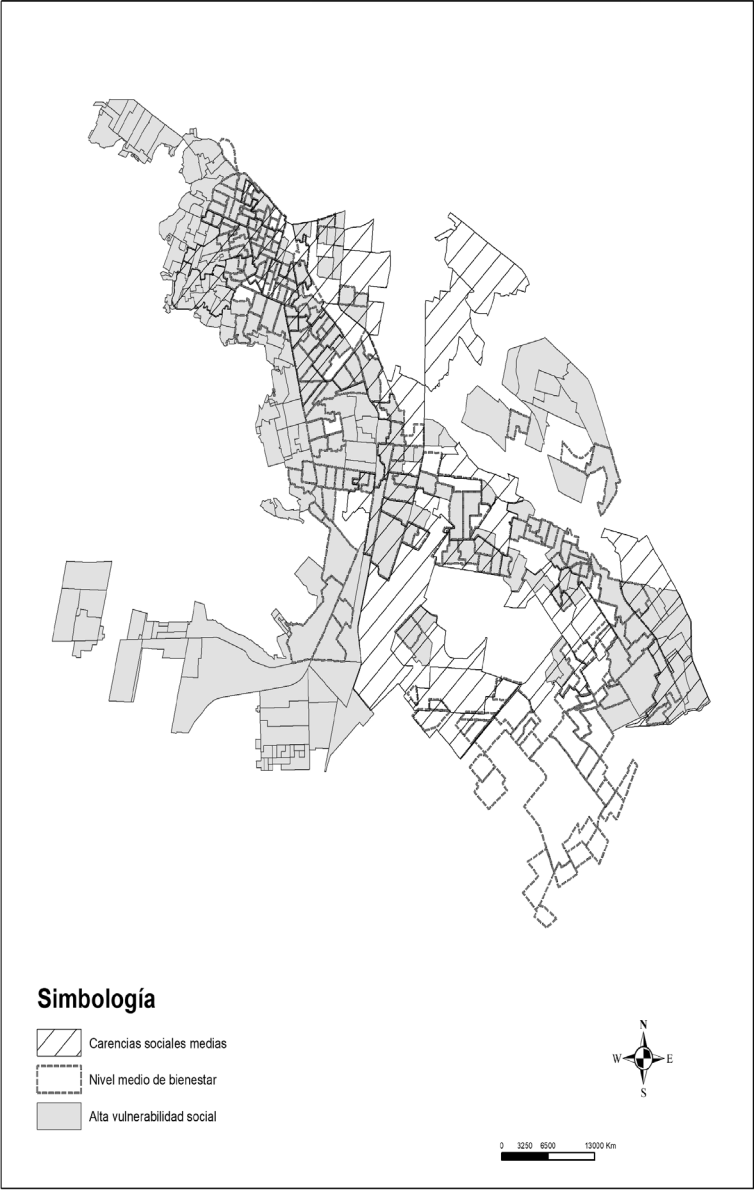 Simbología
Carencias sociales medias
Nivel medio de bienestar
Alta vulnerabilidad social
N
W E
S
0 3250 6500 13000 Km